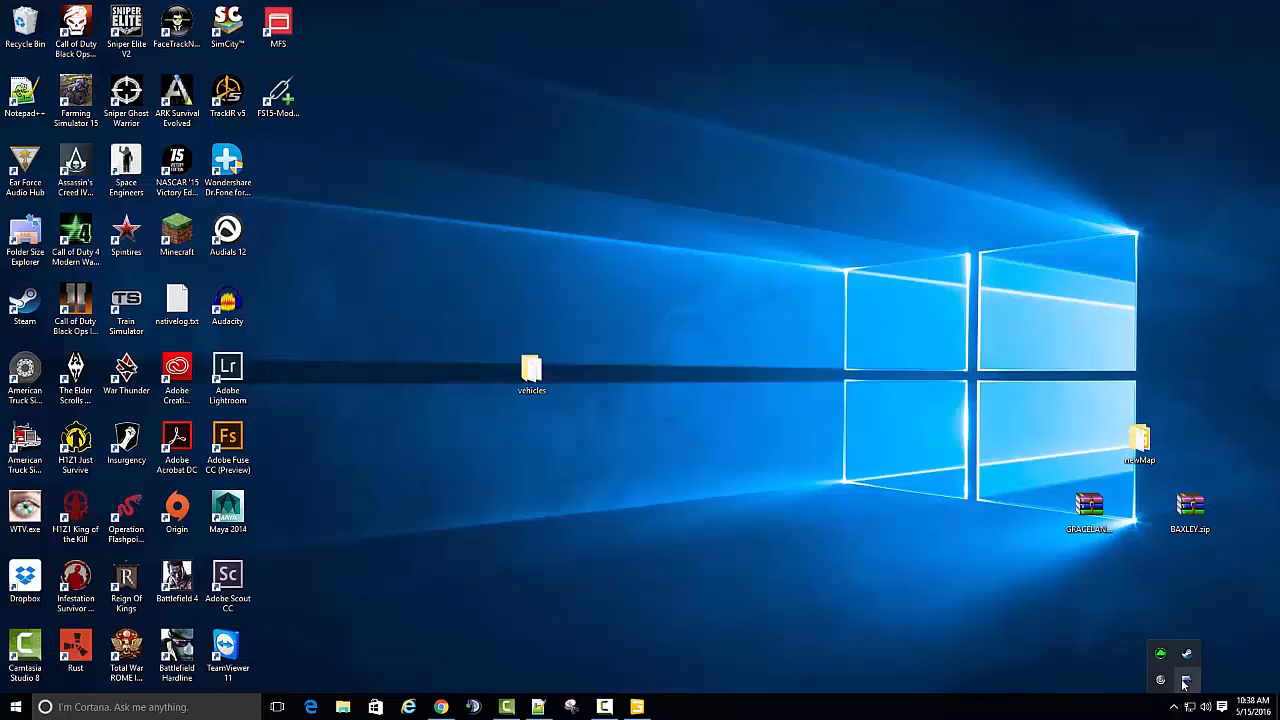 Recycle Bin
Call of Duty
Black Ops...
Sniper Elite
V2
FaceTrackN...
SimCity™
MFS
Notepad++
Farming
Simulator 15
Sniper Ghost
Warrior
ARK Survival
Evolved
TrackIR v5
FS15-Mod...
Ear Force
Audio Hub
Assassin's
Creed IV...
Space
Engineers
NASCAR '15
Victory Ed...
Wondershare
Dr.Fone for...
Folder Size
Explorer
Call of Duty 4
Modern Wa...
Spintires
Minecraft
Audials 12
Steam
Call of Duty
Black Ops I...
Train
Simulator
nativelog.txt
Audacity
American
Truck Si...
The Elder
Scrolls ...
War Thunder
Adobe
Creati...
Adobe
Lightroom
vehicles
American
Truck Si...
H1Z1 Just
Survive
Insurgency
Adobe
Acrobat DC
Adobe Fuse
CC (Preview)
newMap
WTV.exe
H1Z1 King of
the Kill
Operation
Flashpoi...
Origin
Maya 2014
GRACELAN...
BAXLEY.zip
Dropbox
Infestation
Survivor ...
Reign Of
Kings
Battlefield 4
Adobe Scout
CC
Camtasia
Studio 8
Rust
Total War
ROME I...
Battlefield
Hardline
TeamViewer
11
I'm Cortana. Ask me anything.
10:38 AM
5/15/2016